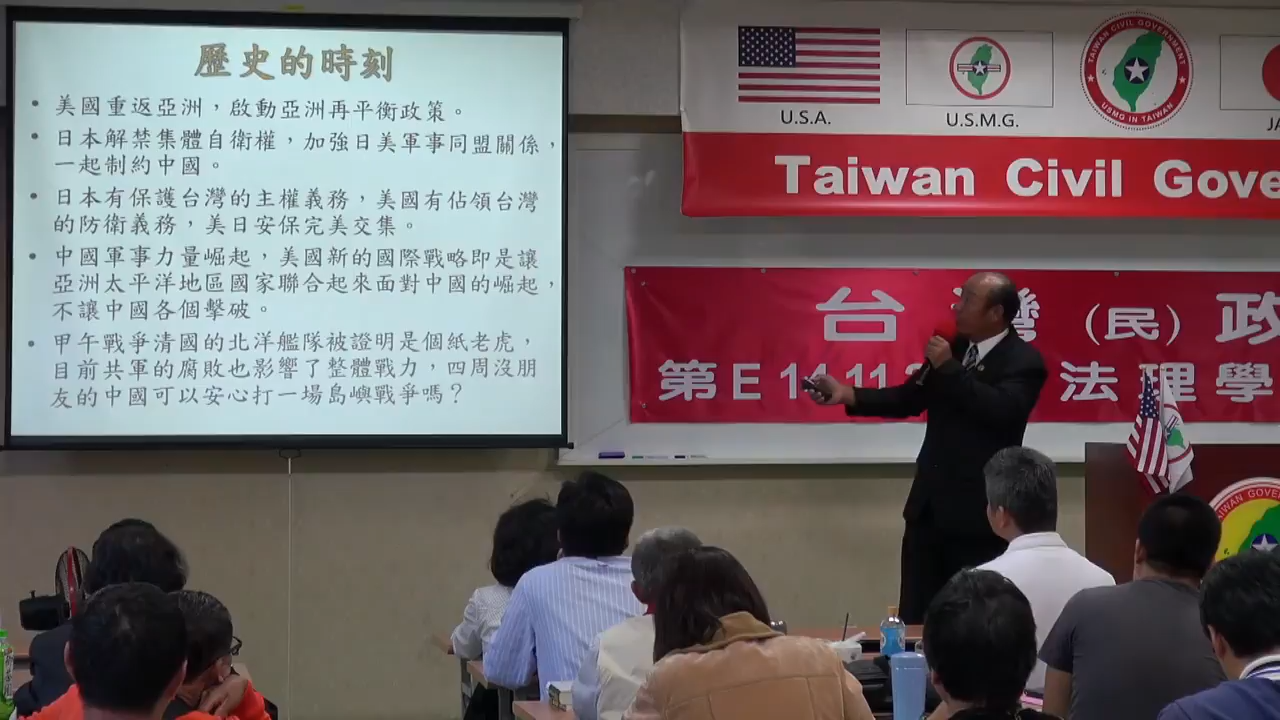 歷史的時刻
美國重返亞洲，啟動亞洲再平衡政策。
日本解禁集體自衛權，加強日美軍事同盟關係，
一起制約中國。
日本有保護台灣的主權義務，美國有佔領台灣
的防衛義務，美日安保完美交集。
中國軍事力量崛起，美國新的國際戰略即是讓
亞洲太平洋地區國家聯合起來面對中國的崛起，
不讓中國各個擊破。
甲午戰爭清國的北洋艦隊被證明是個紙老虎，
目前共軍的腐敗也影響了整體戰力，四周沒朋
友的中國可以安心打一場島嶼戰爭嗎？
U.S.A.
U.S.M.G.
TAIWAN CIVIL GOVERNMENT
USMG IN TAIWAN
JA
Taiwan Civil Gove
台灣（民）政
第E 14 11 法理學